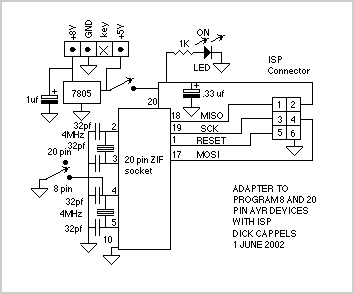 +8V GND key +5V
ON
1K
LED
ISP
Connector
7805
1uf
20
.33 uf
32pf
4MHz
32pf
20 pin
8 pin
32pf
4MHz
32pf
2
3
4
5
10
20 pin ZIF
socket
18 MISO
19 SCK
1 RESET
17 MOSI
1 2
3 4
5 6
ADAPTER TO
PROGRAM 8 AND 20
PIN AVR DEVICES
WITH ISP
DICK CAPPELS
1 JUNE 2002